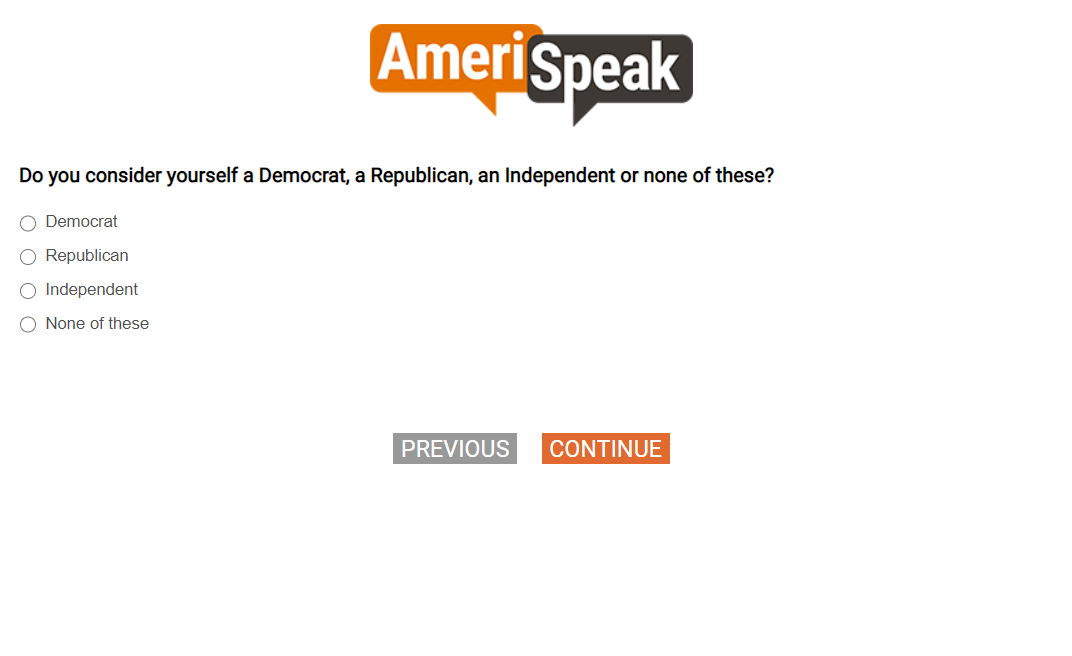 AmeriSpeak
Do you consider yourself a Democrat, a Republican, an Independent or none of these?
Democrat
Republican
Independent
None of these
PREVIOUS CONTINUE